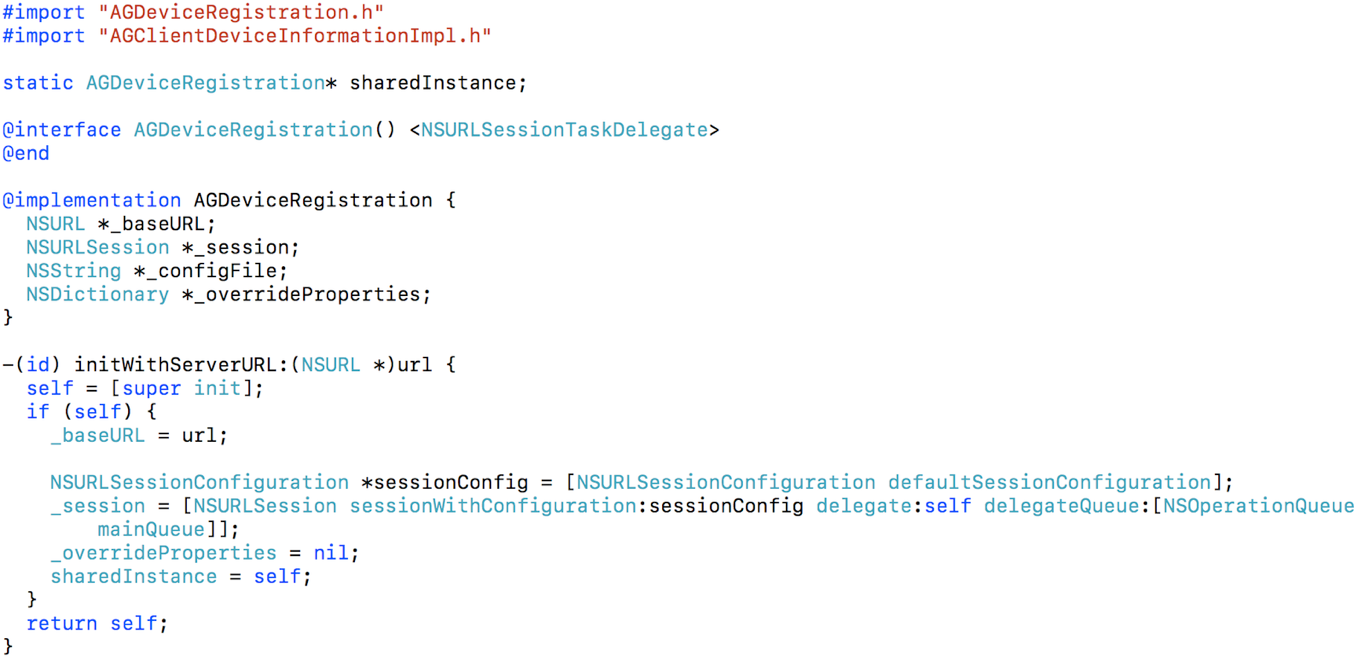 #import "AGDeviceRegistration.h"
#import "AGClientDeviceInformationImpl.h"

static AGDeviceRegistration* sharedInstance;

@interface AGDeviceRegistration() <NSURLSessionTaskDelegate>
@end

@implementation AGDeviceRegistration {
  NSURL *_baseURL;
  NSURLSession *_session;
  NSString *_configFile;
  NSDictionary *_overrideProperties;
}

-(id) initWithServerURL:(NSURL *)url {
  self = [super init];
  if (self) {
    _baseURL = url;

    NSURLSessionConfiguration *sessionConfig = [NSURLSessionConfiguration defaultSessionConfiguration];
    _session = [NSURLSession sessionWithConfiguration:sessionConfig delegate:self delegateQueue:[NSOperationQueue
        mainQueue]];
    _overrideProperties = nil;
    sharedInstance = self;
  }
  return self;
}